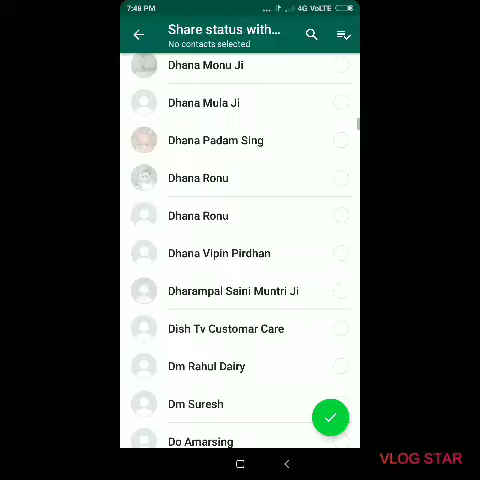 7:48 PM ... 4G VoLTE
Share status with...
No contacts selected
Dhana Monu Ji
Dhana Mula Ji
Dhana Padam Sing
Dhana Ronu
Dhana Ronu
Dhana Vipin Pirdhan
Dharampal Saini Muntri Ji
Dish Tv Customar Care
Dm Rahul Dairy
Dm Suresh
Do Amarsing
VLOG STAR